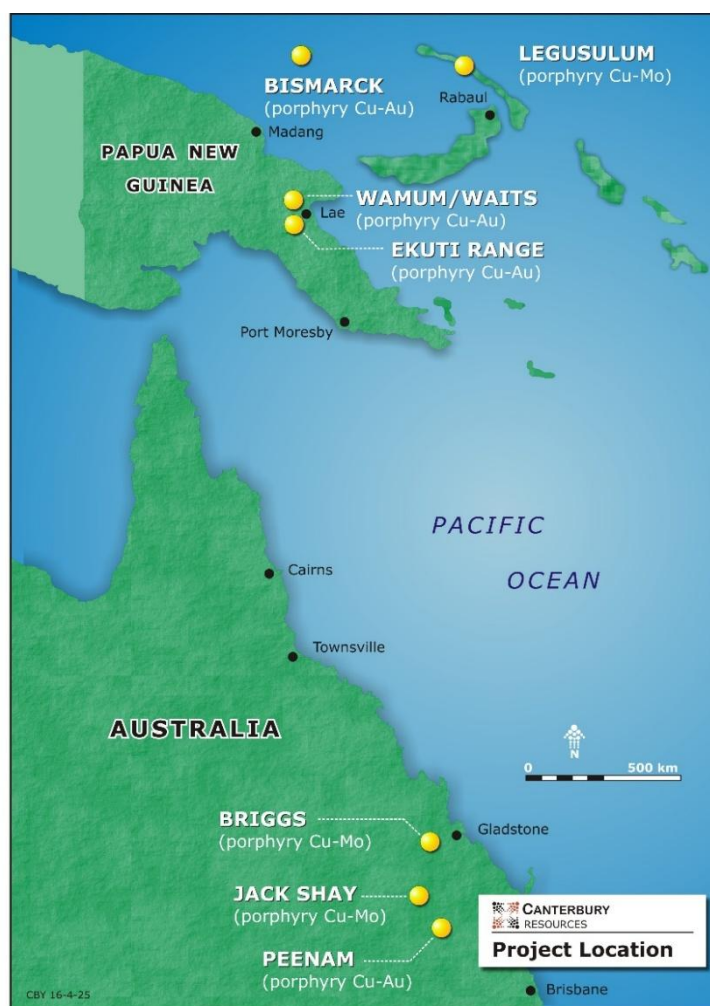 LEGUSULUM
(porphyry Cu-Mo)
BISMARCK
(porphyry Cu-Au)
Rabaul
Madang
PAPUA NEW
GUINEA
WAMUM/WAITS
(porphyry Cu-Au)
Lae
EKUTI RANGE
(porphyry Cu-Au)
Port Moresby
PACIFIC
OCEAN
Cairns
Townsville
AUSTRALIA
N
0 500 km
BRIGGS
(porphyry Cu-Mo)
Gladstone
JACK SHAY
(porphyry Cu-Mo)
PEENAM
(porphyry Cu-Au)
CANTERBURY
RESOURCES
Project Location
Brisbane
CBY 16-4-25